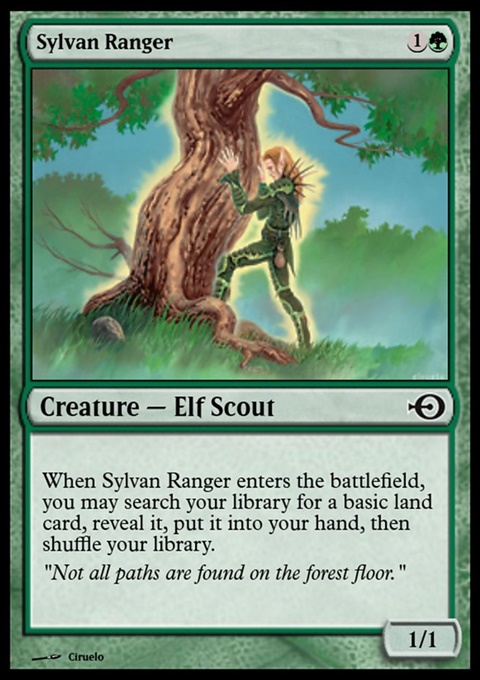 Sylvan Ranger
1
ciruelo
Creature — Elf Scout
When Sylvan Ranger enters the battlefield,
you may search your library for a basic land
card, reveal it, put it into your hand, then
shuffle your library.
"Not all paths are found on the forest floor."
1/1
Ciruelo